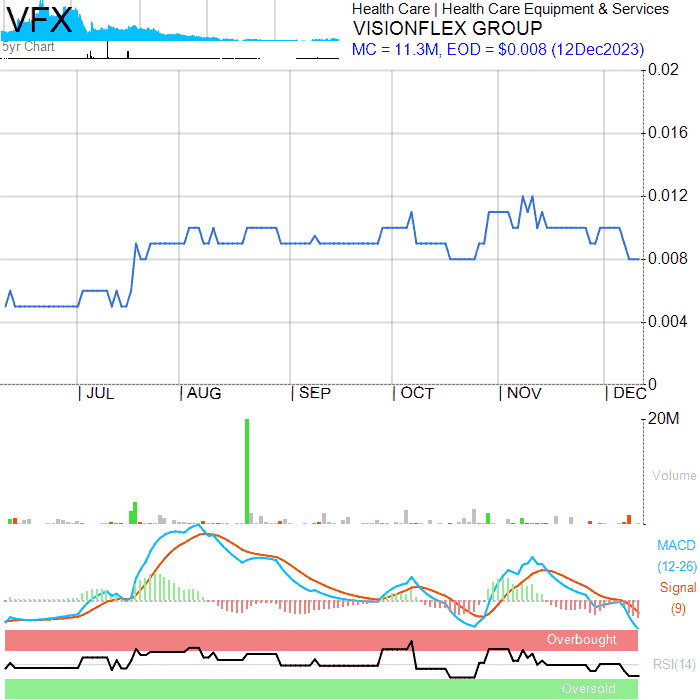 VFX
5yr Chart
Health Care | Health Care Equipment & Services
VISIONFLEX GROUP
MC = 11.3M, EOD = $0.008 (12Dec2023)
0.02
0.016
0.012
0.008
0.004
0
JUL AUG SEP OCT NOV DEC
20M
Volume
MACD
(12-26)
Signal
(9)
Overbought
RSI(14)
Oversold